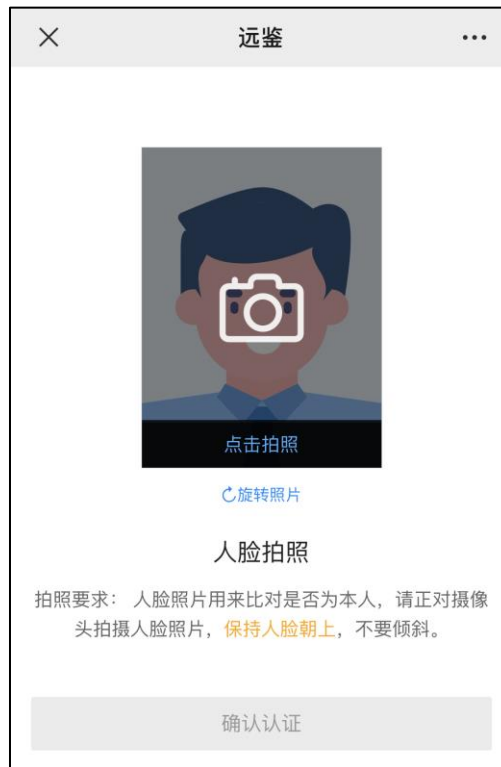 远鉴
点击拍照
旋转照片
人脸拍照
拍照要求： 人脸照片用来比对是否为本人，请正对摄像
头拍摄人脸照片，保持人脸朝上，不要倾斜。
确认认证